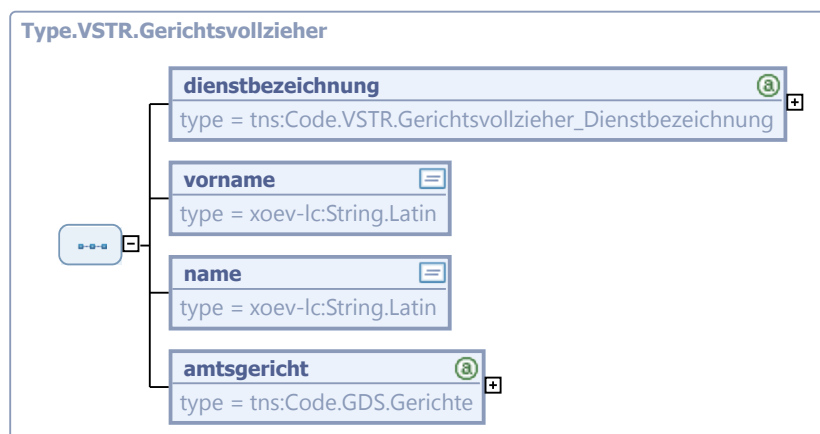 Type.VSTR.Gerichtsvollzieher
dienstbezeichnung
type = tns:Code.VSTR.Gerichtsvollzieher_Dienstbezeichnung
vorname
type = xoev-lc:String.Latin
name
type = xoev-lc:String.Latin
amtsgericht
type = tns:Code.GDS.Gerichte